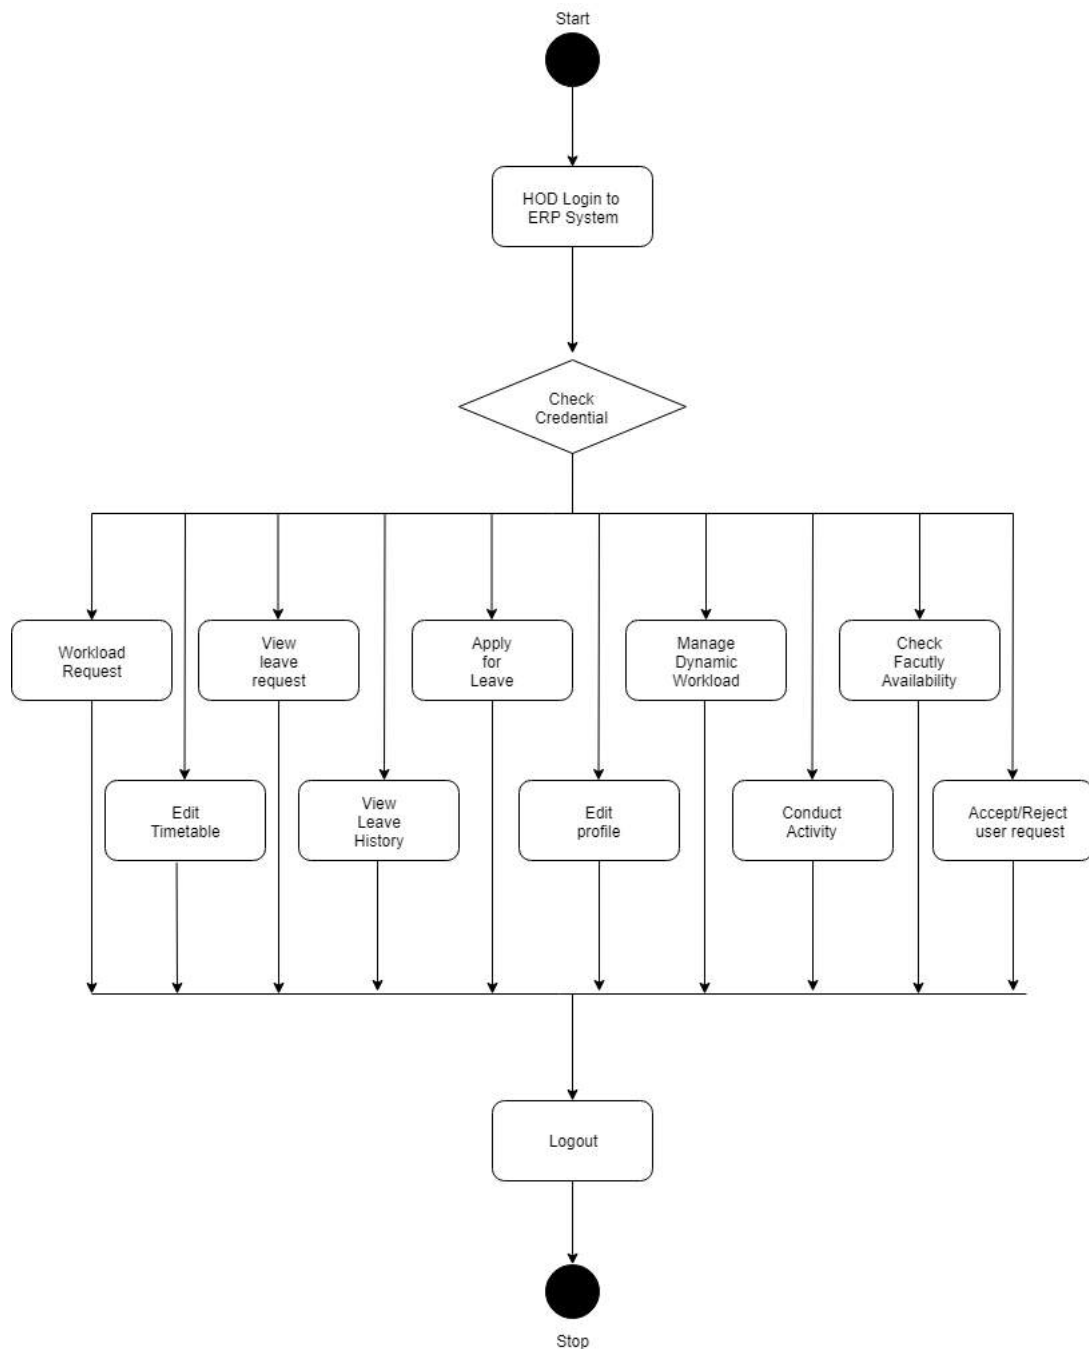 Start
HOD Login to
ERP System
Check
Credential
Workload
Request
View
leave
request
Apply
for
Leave
Manage
Dynamic
Workload
Check
Facutly
Availability
Edit
Timetable
View
Leave
History
Edit
profile
Conduct
Activity
Accept/Reject
user request
Logout
Stop